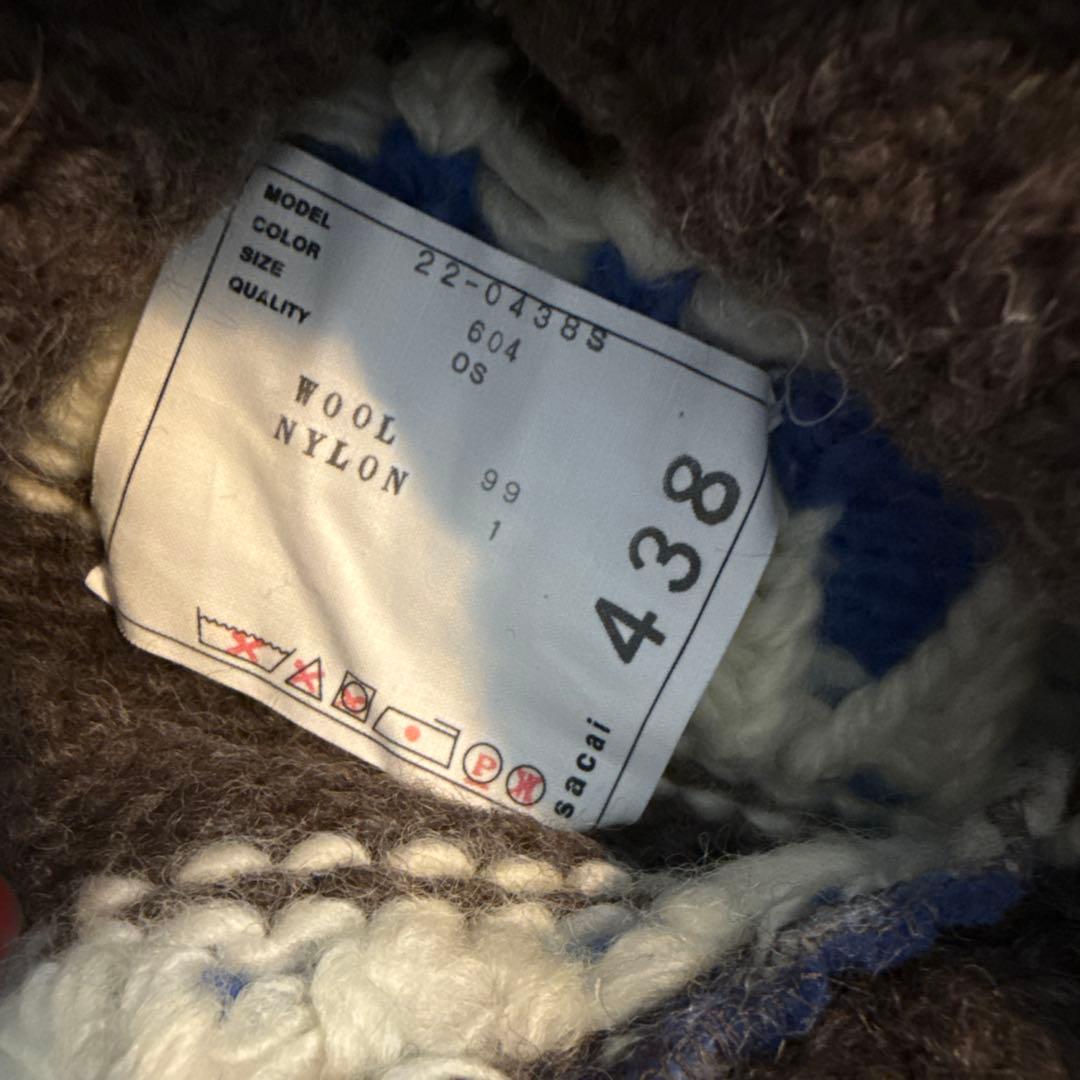 MODEL 22-0438S
COLOR 604
SIZE OS
QUALITY
WOOL 99
NYLON 1
438
sacai
P
W